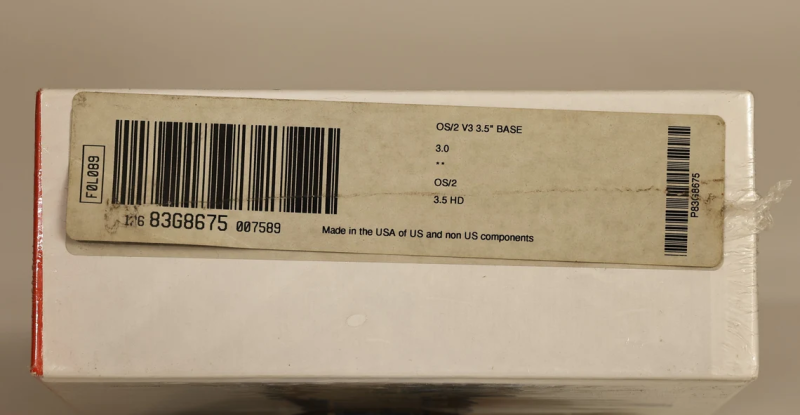 F0L089
83G8675 007589
OS/2 V3 3.5" BASE
3.0
**
OS/2
3.5 HD
Made in the USA of US and non US components
P83G8675